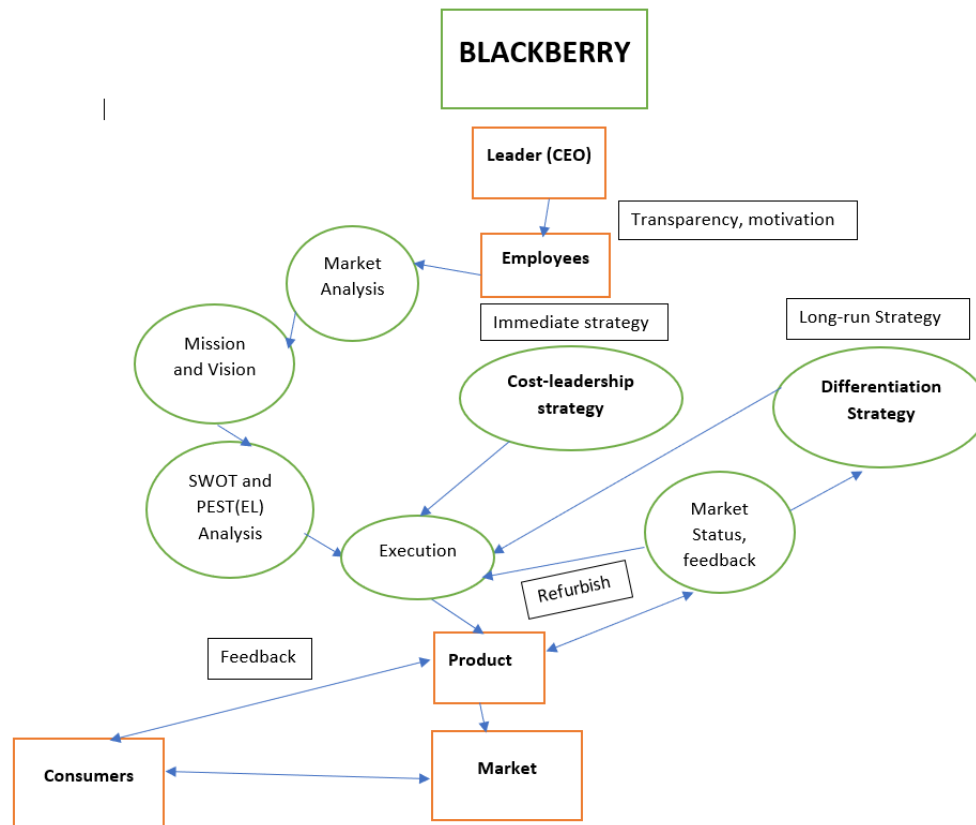 BLACKBERRY
Leader (CEO)
Transparency, motivation
Employees
Market
Analysis
Immediate strategy
Long-run Strategy
Mission
and Vision
Cost-leadership
strategy
Differentiation
Strategy
SWOT and
PEST(EL)
Analysis
Market
Status,
feedback
Execution
Refurbish
Feedback
Product
Consumers
Market